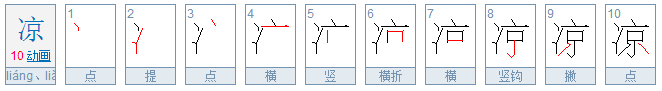 凉
10 动画
liáng、lià
1 2 3 4 5 6 7 8 9 10
点 提 点 横 竖 横折 横 竖钩 撇 点